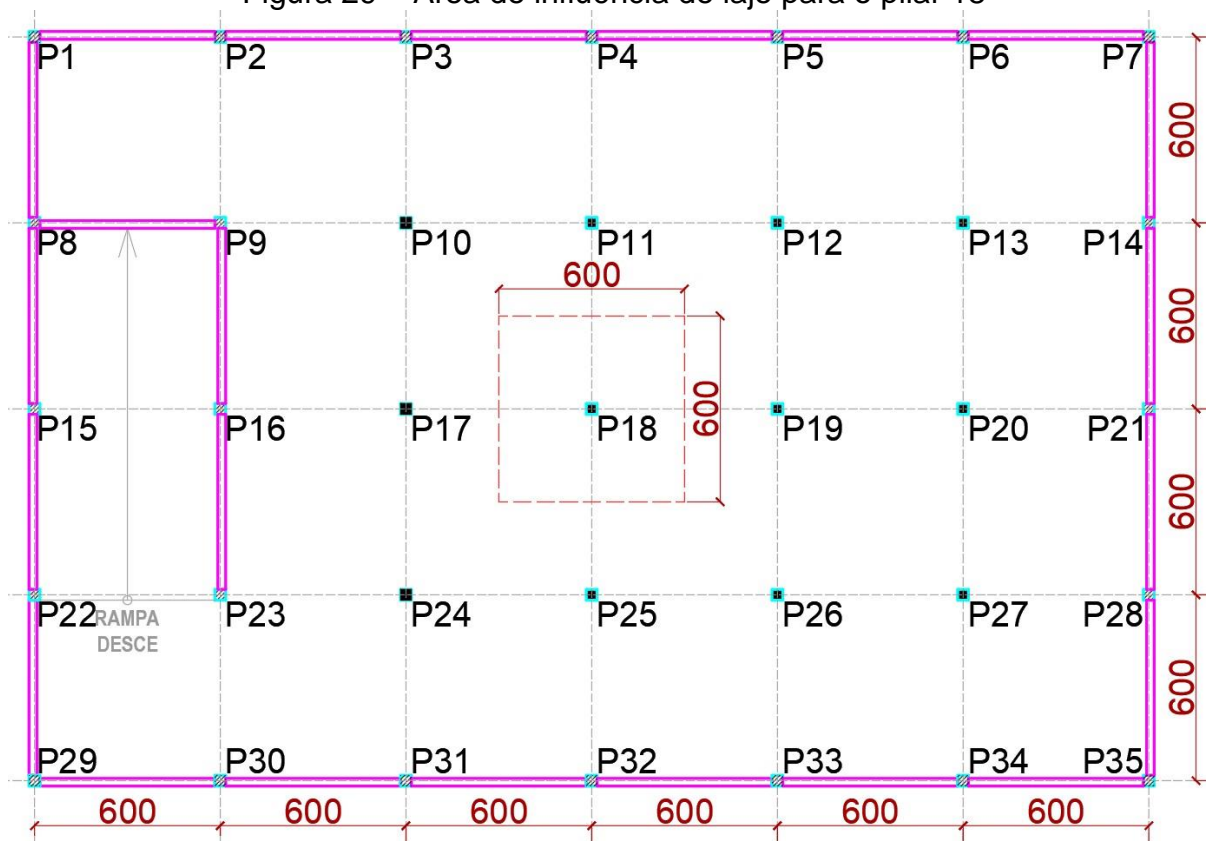 Figura 20 – Área de influência de laje para o pilar 18
P1 P2 P3 P4 P5 P6 P7
600
P8 P9 P10 P11 P12 P13 P14
600
600
P15 P16 P17 P18 600 P19 P20 P21
600
P22 RAMPA DESCE P23 P24 P25 P26 P27 P28
600
P29 P30 P31 P32 P33 P34 P35
600 600 600 600 600 600